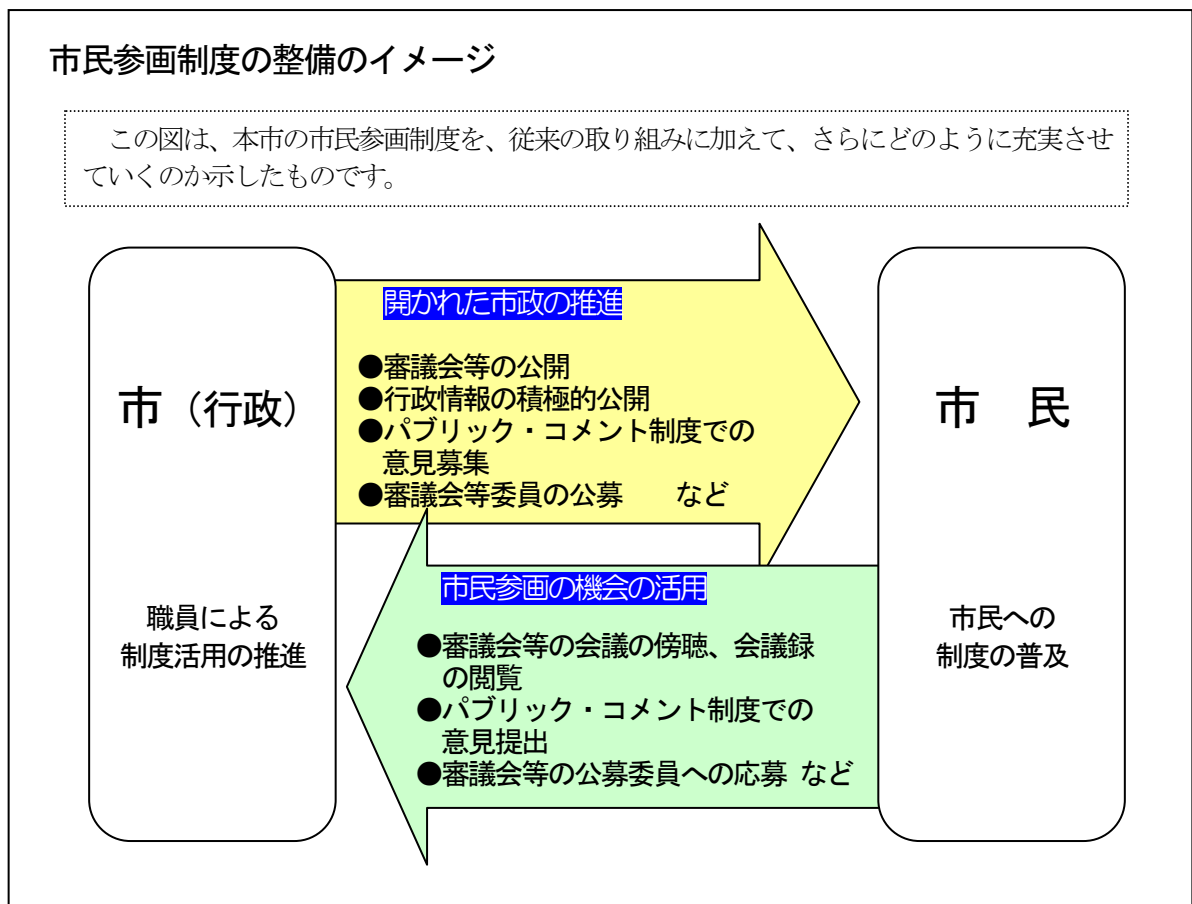 市民参画制度の整備のイメージ
この図は、本市の市民参画制度を、従来の取り組みに加えて、さらにどのように充実させ
ていくのか示したものです。
市（行政）
職員による
制度活用の推進
開かれた市政の推進
●審議会等の公開
●行政情報の積極的公開
●パブリック・コメント制度での
意見募集
●審議会等委員の公募　　など
市民参画の機会の活用
●審議会等の会議の傍聴、会議録
の閲覧
●パブリック・コメント制度での
意見提出
●審議会等の公募委員への応募 など
市　民
市民への
制度の普及